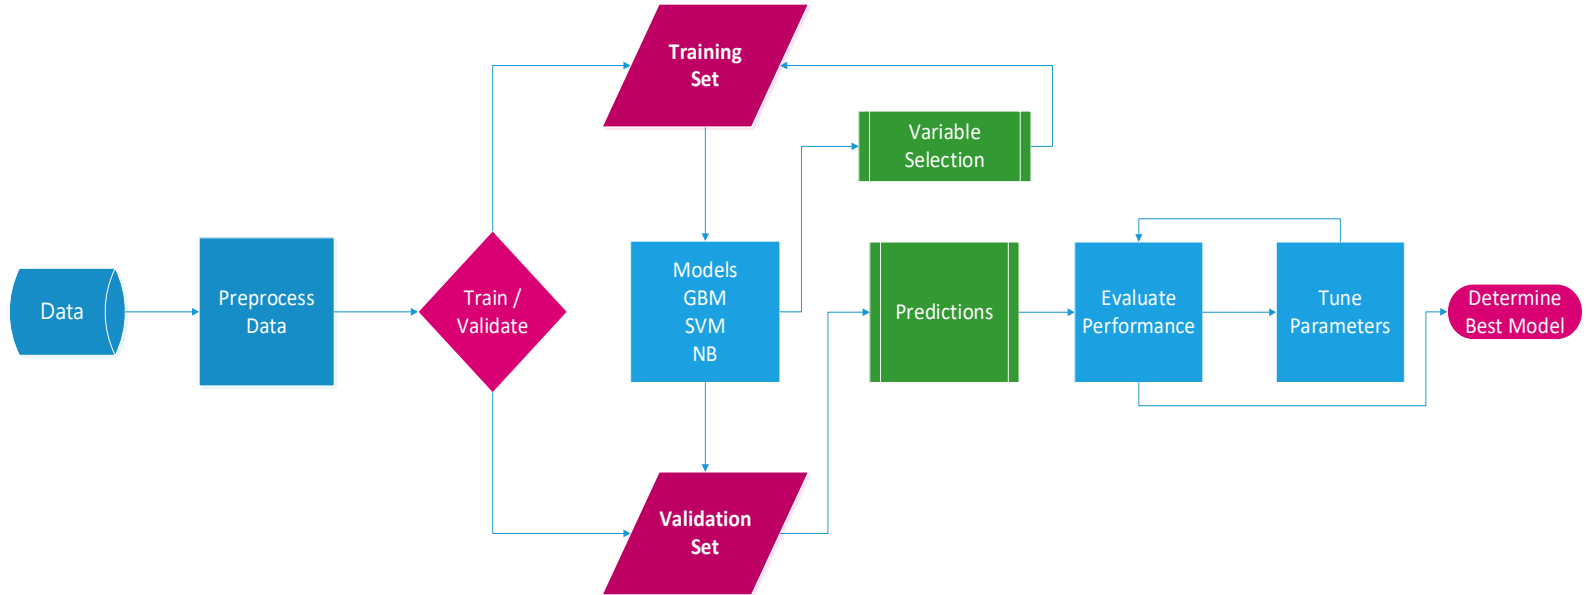 Training
Set
Variable
Selection
Data
Preprocess
Data
Train /
Validate
Models
GBM
SVM
NB
Predictions
Evaluate
Performance
Tune
Parameters
Determine
Best Model
Validation
Set